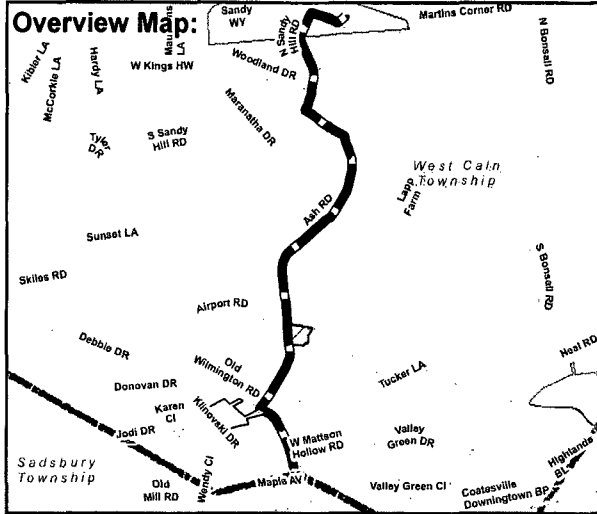 Overview Map:
Sandy
WY
N Sandy
Hill RD
Martins Corner RD
N Bonsall RD
Kibler LA
McCorkle LA
Hardy LA
LA
W Kings HW
Woodland DR
Maranatha DR
Tyler
DR
S Sandy
Hill RD
West Caln
Township
Lapp
Farm
Ash RD
Sunset LA
Skiles RD
S Bonsall RD
Airport RD
Debbie DR
Old
Wilmington RD
Neal RD
Tucker LA
Donovan DR
Karen
CI
Klinovski DR
Jodi DR
W Mattson
Hollow RD
Valley
Green DR
Sadsbury
Township
Old
Mill RD
Wendy CI
Maple AV
Valley Green CI
Coatesville
Downingtown BP
Highlands
BL